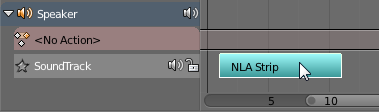 Speaker
<No Action>
SoundTrack
NLA Strip
5
10